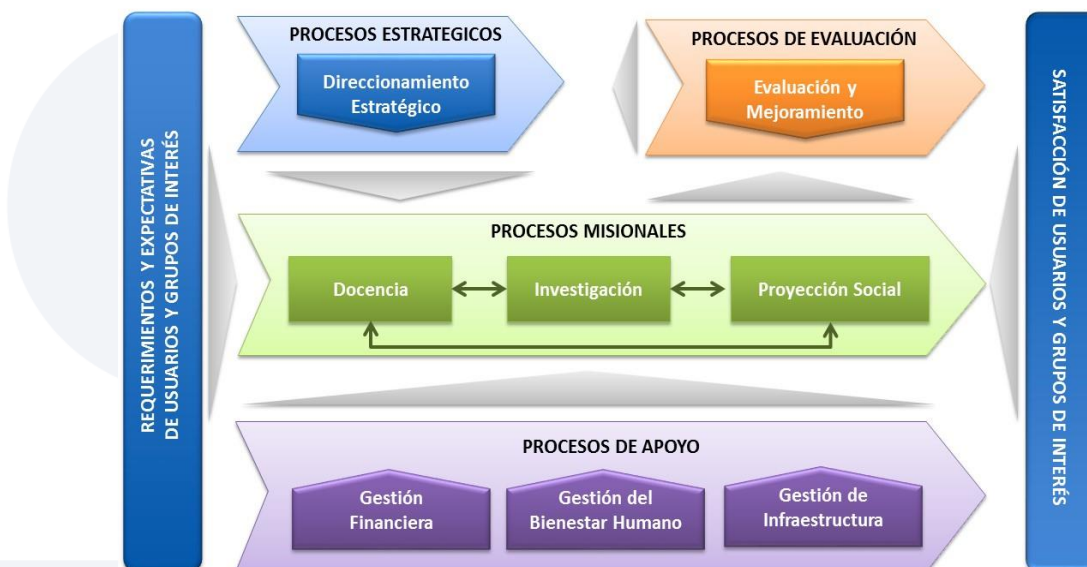 REQUERIMIENTOS Y EXPECTATIVAS
DE USUARIOS Y GRUPOS DE INTERÉS
PROCESOS ESTRATEGICOS
Direccionamiento
Estratégico
PROCESOS DE EVALUACIÓN
Evaluación y
Mejoramiento
PROCESOS MISIONALES
Docencia
Investigación
Proyección Social
PROCESOS DE APOYO
Gestión
Financiera
Gestión del
Bienestar Humano
Gestión de
Infraestructura
SATISFACCIÓN DE USUARIOS Y GRUPOS DE INTERÉS